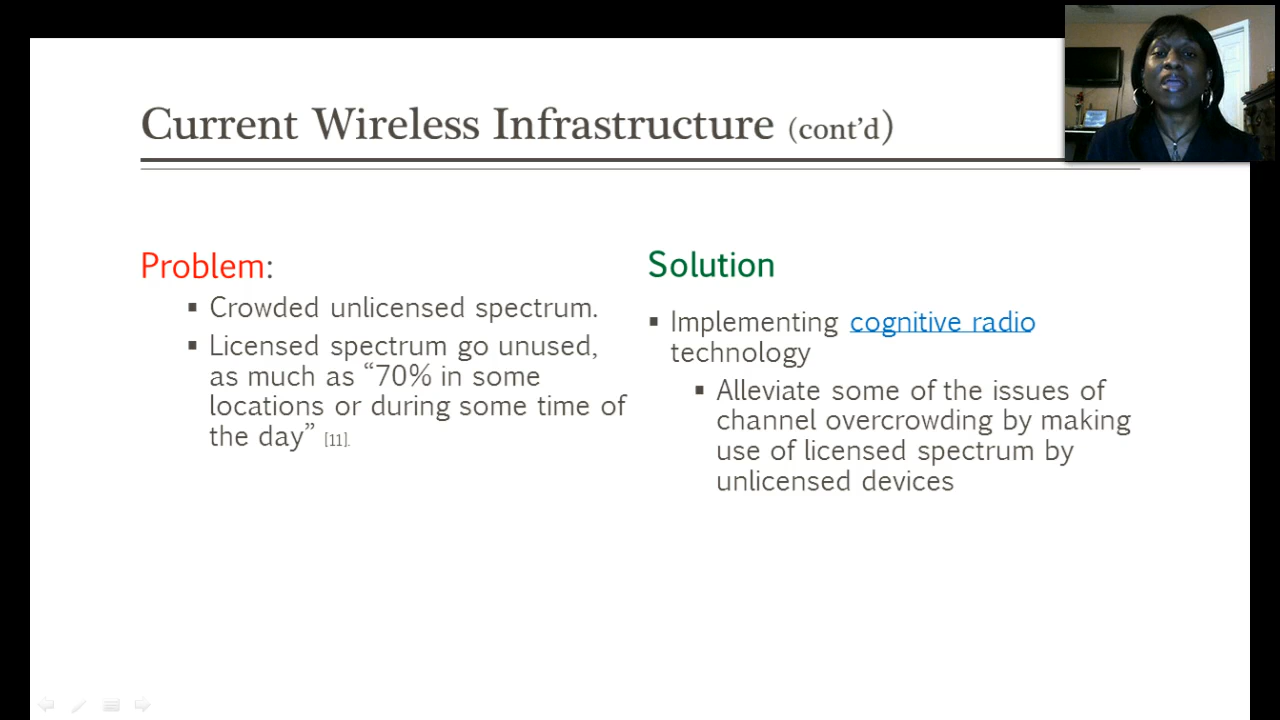 Current Wireless Infrastructure (cont’d)
Problem:
▪ Crowded unlicensed spectrum.
▪ Licensed spectrum go unused,
as much as “70% in some
locations or during some time of
the day” [11].
Solution
▪ Implementing cognitive radio
technology
▪ Alleviate some of the issues of
channel overcrowding by making
use of licensed spectrum by
unlicensed devices